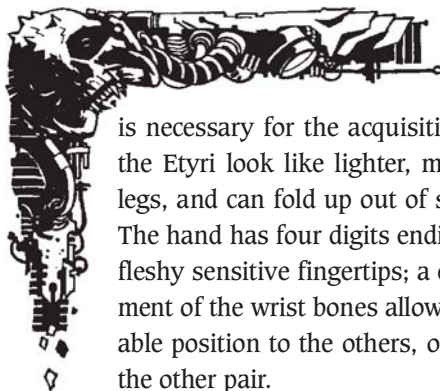 is necessary for the acquisiti
the Etyri look like lighter, m
legs, and can fold up out of s
The hand has four digits endi
fleshy sensitive fingertips; a c
ment of the wrist bones allow
able position to the others, o
the other pair.